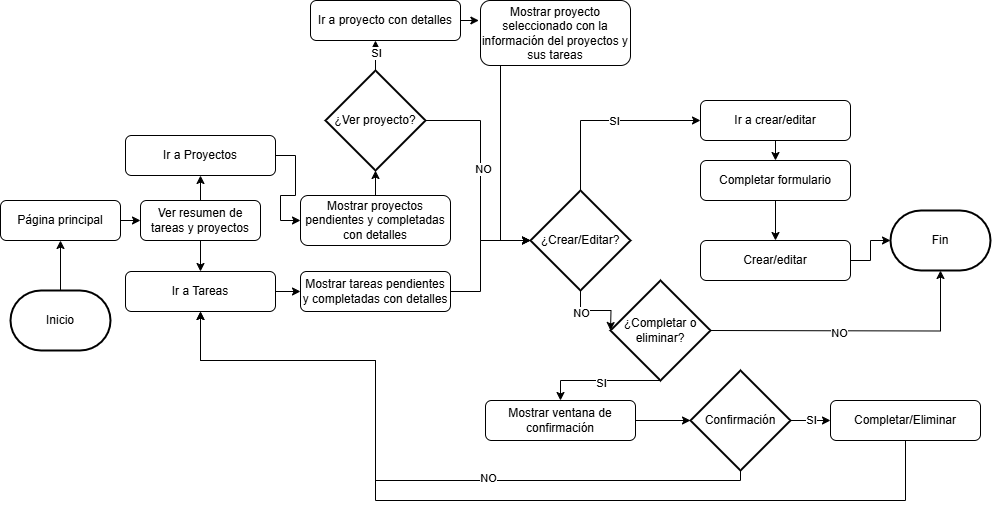 Ir a proyecto con detalles
Mostrar proyecto
seleccionado con la
información del proyectos y
sus tareas
SI
¿Ver proyecto?
NO
Ir a Proyectos
Mostrar proyectos
pendientes y completadas
con detalles
Página principal
Ver resumen de
tareas y proyectos
Ir a Tareas
Mostrar tareas pendientes
y completadas con detalles
Inicio
¿Crear/Editar?
SI
Ir a crear/editar
Completar formulario
Crear/editar
Fin
NO
¿Completar o
eliminar?
NO
SI
Mostrar ventana de
confirmación
Confirmación
SI
Completar/Eliminar
NO